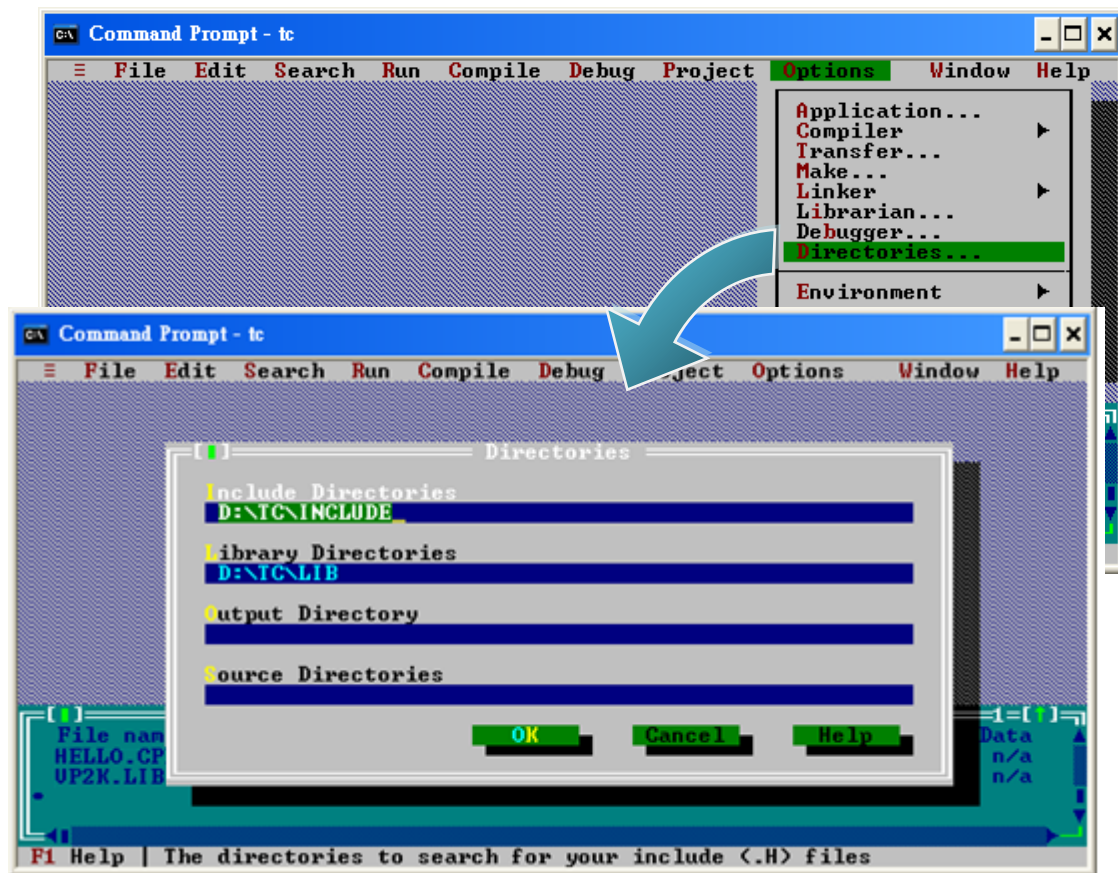 Command Prompt - tc
≡ File Edit Search Run Compile Debug Project Options Window Help
Application...
Compiler
Transfer...
Make...
Linker
Librarian...
Debugger...
Directories...
Environment
Command Prompt - tc
≡ File Edit Search Run Compile Debug oject Options Window Help
Directories
Include Directories
D:\TC\INCLUDE
Library Directories
D:\TC\LIB
Output Directory
Source Directories
OK Cancel Help
1=[↑]
File nam Data
HELLO.CP n/a
VP2K.LIB n/a
F1 Help | The directories to search for your include (.H) files